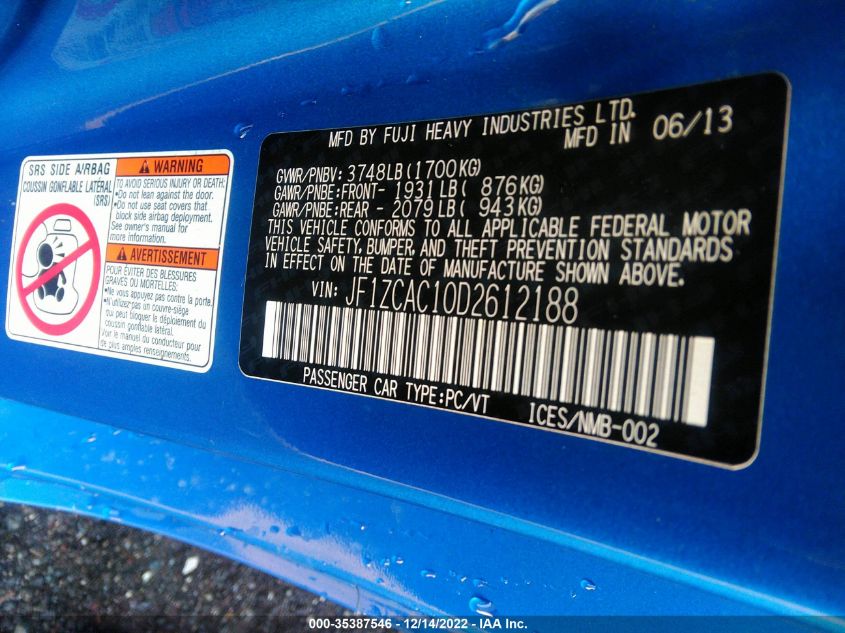 SRS SIDE AIRBAG
COUSSIN GONFLABLE LATÉRAL
(SRS)
WARNING
TO AVOID SERIOUS INJURY OR DEATH:
•Do not lean against the door.
•Do not use seat covers that
block side airbag deployment.
See owner's manual for
more information.
AVERTISSEMENT
POUR ÉVITER DES BLESSURES
GRAVES OU MORTELLES:
•Ne vous appuyez pas contre la porte.
•N'utilisez pas un couvre-siège
qui peut bloquer le déploiement du
coussin gonflable latéral.
Voir le manuel du conducteur pour
de plus amples renseignements.
MFD BY FUJI HEAVY INDUSTRIES LTD.
MFD IN 06/13
GVWR/PNBV: 3748LB(1700KG)
GAWR/PNBE:FRONT- 1931LB( 876KG)
GAWR/PNBE:REAR - 2079LB( 943KG)
THIS VEHICLE CONFORMS TO ALL APPLICABLE FEDERAL MOTOR
VEHICLE SAFETY, BUMPER, AND THEFT PREVENTION STANDARDS
IN EFFECT ON THE DATE OF MANUFACTURE SHOWN ABOVE.
VIN: JF1ZCAC10D2612188
PASSENGER CAR TYPE:PC/VT
ICES/NMB-002
000-35387546 - 12/14/2022 - IAA Inc.